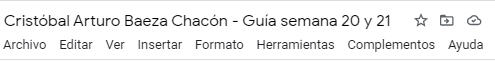 Cristóbal Arturo Baeza Chacón - Guía semana 20 y 21
Archivo Editar Ver Insertar Formato Herramientas Complementos Ayuda